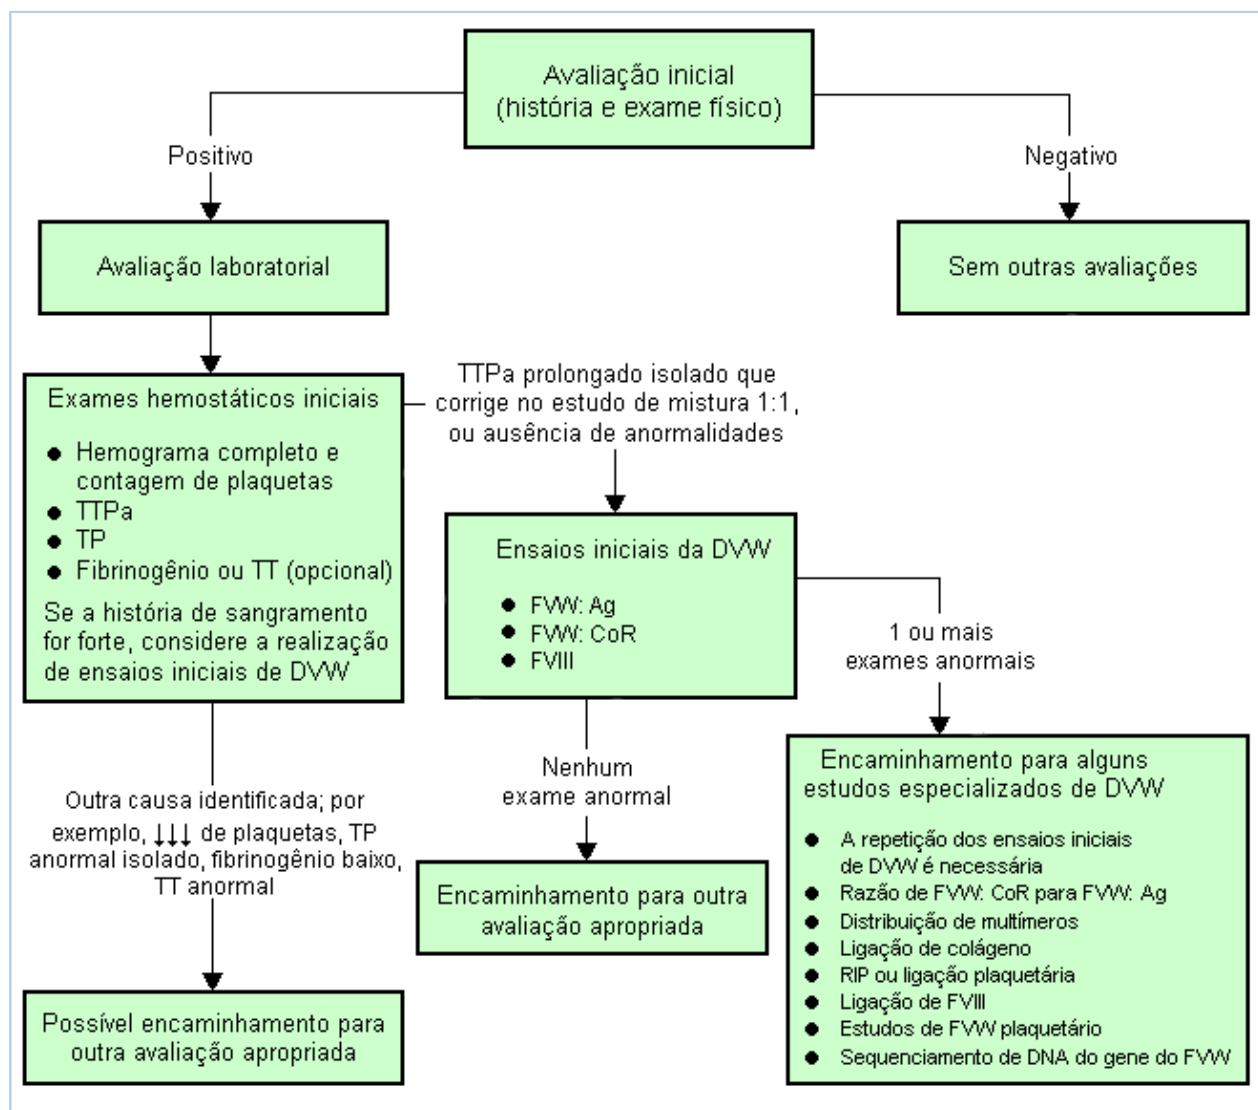 Avaliação inicial
(história e exame físico)
Positivo
Negativo
Avaliação laboratorial
Sem outras avaliações
Exames hemostáticos iniciais
● Hemograma completo e
contagem de plaquetas
● TTPa
● TP
● Fibrinogênio ou TT (opcional)
Se a história de sangramento
for forte, considere a realização
de ensaios iniciais de DVW
TTPa prolongado isolado que
corrige no estudo de mistura 1:1,
ou ausência de anormalidades
Ensaios iniciais da DVW
● FVW: Ag
● FVW: CoR
● FVIII
1 ou mais
exames anormais
Nenhum
exame anormal
Outra causa identificada; por
exemplo, ↓↓↓ de plaquetas, TP
anormal isolado, fibrinogênio baixo,
TT anormal
Encaminhamento para outra
avaliação apropriada
Encaminhamento para alguns
estudos especializados de DVW
● A repetição dos ensaios iniciais
de DVW é necessária
● Razão de FVW: CoR para FVW: Ag
● Distribuição de multímeros
● Ligação de colágeno
● RIP ou ligação plaquetária
● Ligação de FVIII
● Estudos de FVW plaquetário
● Sequenciamento de DNA do gene do FVW
Possível encaminhamento para
outra avaliação apropriada